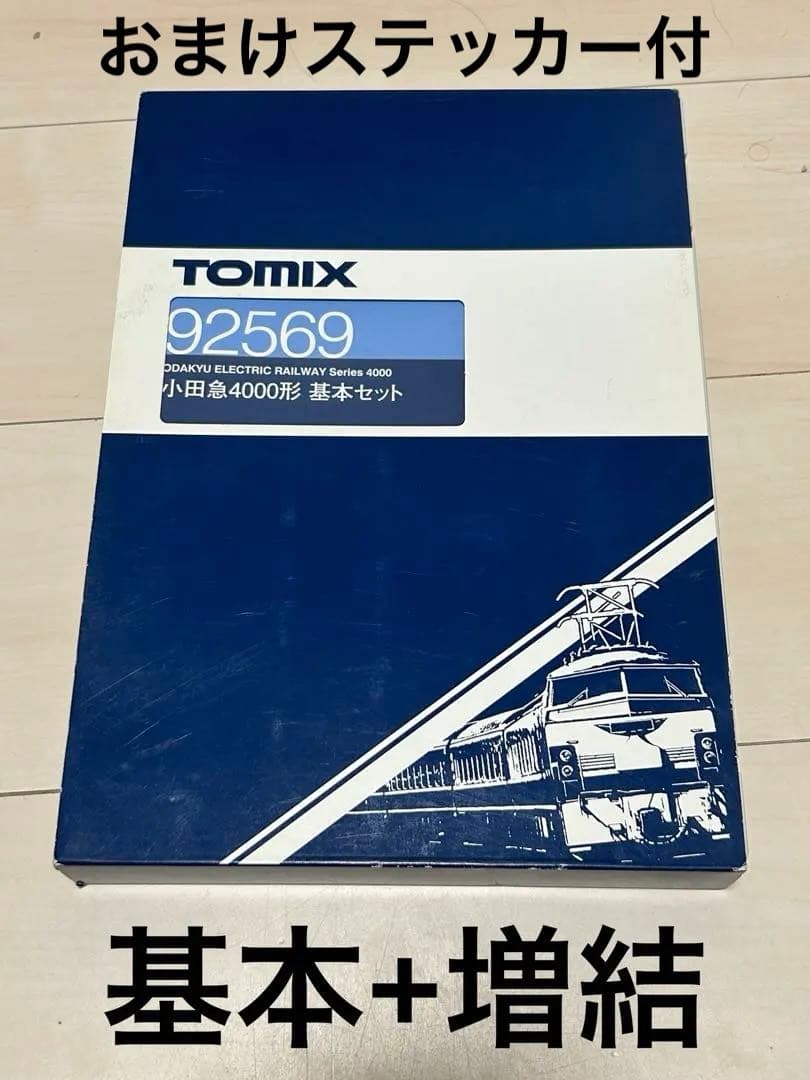 おまけステッカー付
TOMIX
92569
ODAKYU ELECTRIC RAILWAY Series 4000
小田急4000形 基本セット
基本+増結